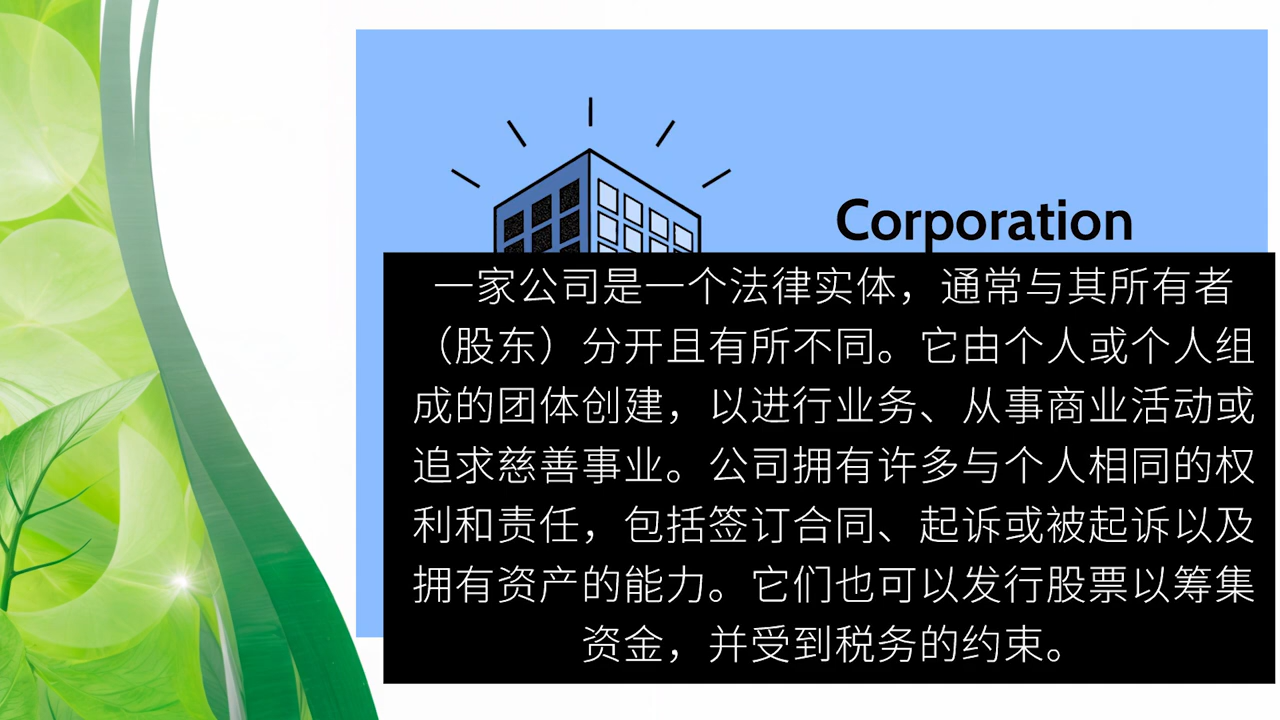 Corporation
一家公司是一个法律实体，通常与其所有者
（股东）分开且有所不同。它由个人或个人组
成的团体创建，以进行业务、从事商业活动或
追求慈善事业。公司拥有许多与个人相同的权
利和责任，包括签订合同、起诉或被起诉以及
拥有资产的能力。它们也可以发行股票以筹集
资金，并受到税务的约束。